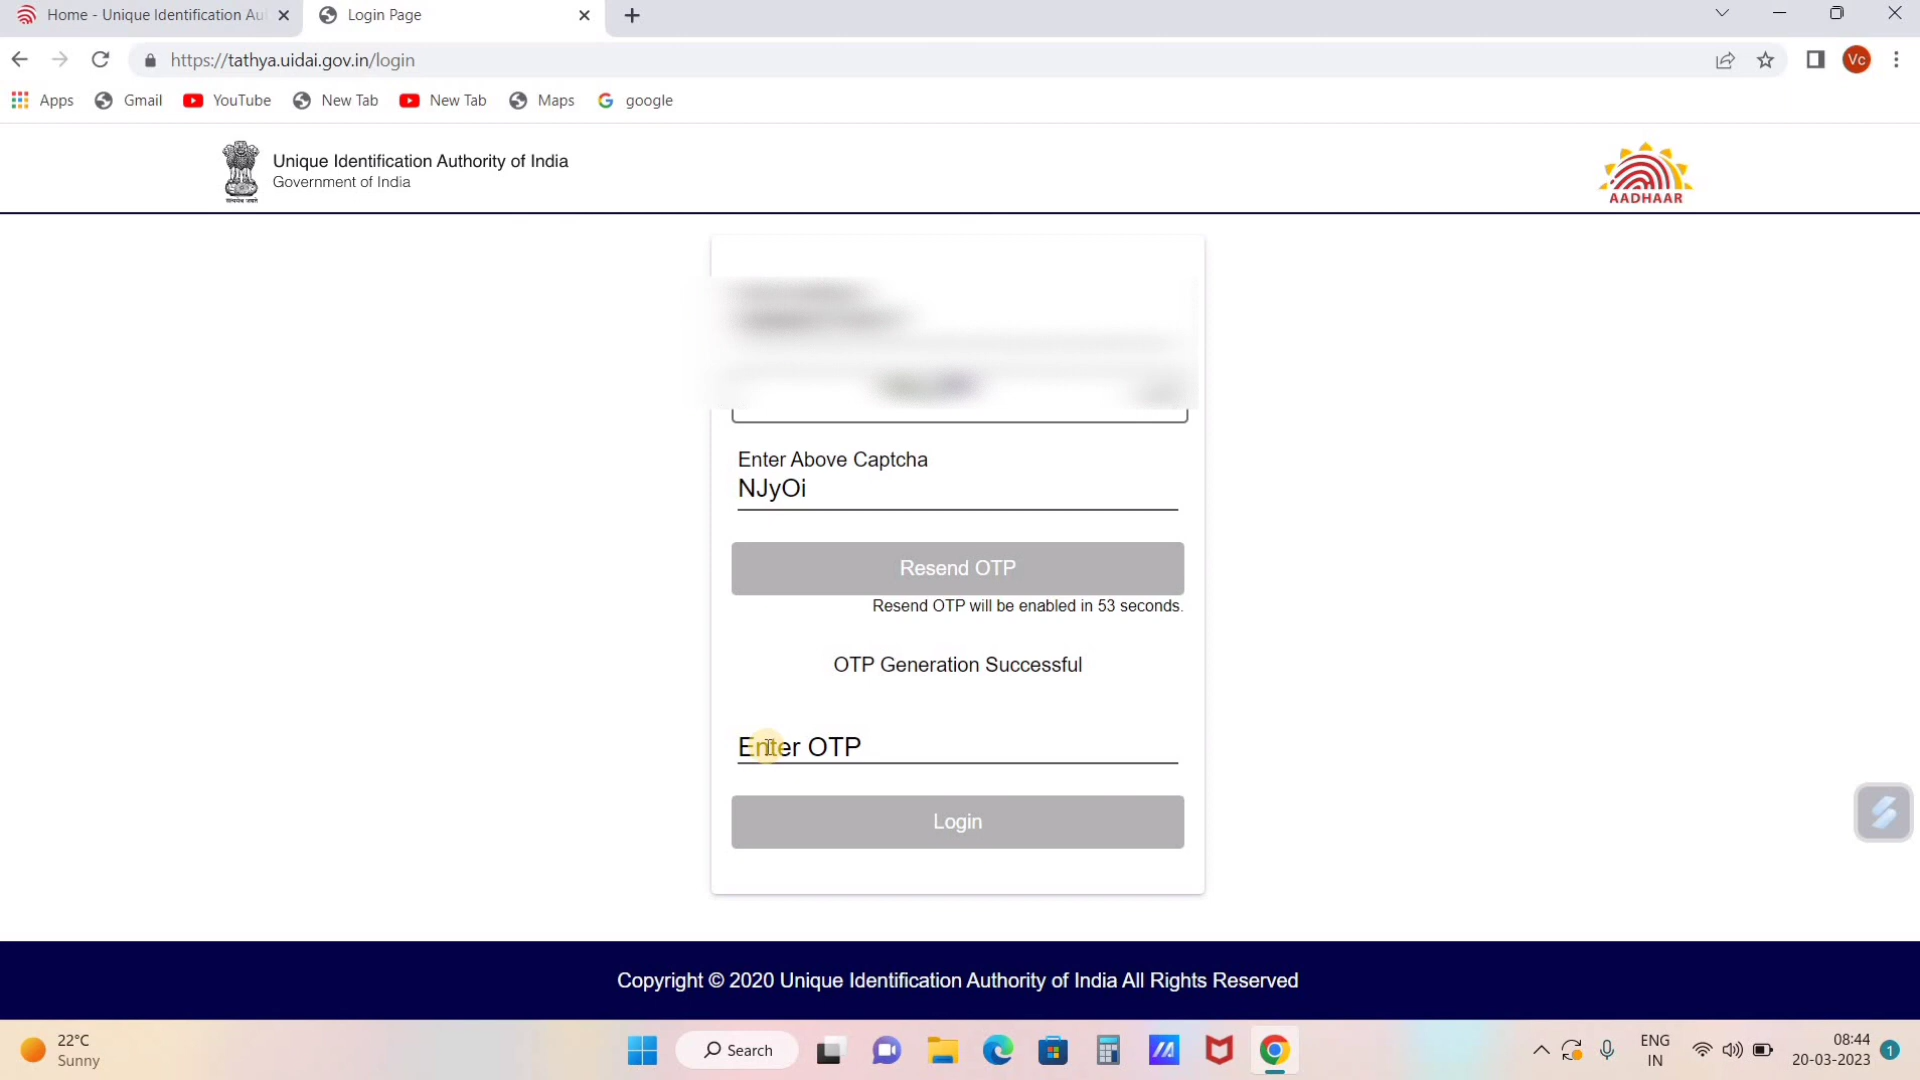 Home - Unique Identification Au
Login Page
https://tathya.uidai.gov.in/login
Vc
Apps
Gmail
YouTube
New Tab
New Tab
Maps
google
Unique Identification Authority of India
Government of India
AADHAAR
Enter Above Captcha
NJyOi
Resend OTP
Resend OTP will be enabled in 53 seconds.
OTP Generation Successful
Enter OTP
Login
Copyright © 2020 Unique Identification Authority of India All Rights Reserved
22°C
Sunny
Search
ENG
IN
08:44
20-03-2023
1